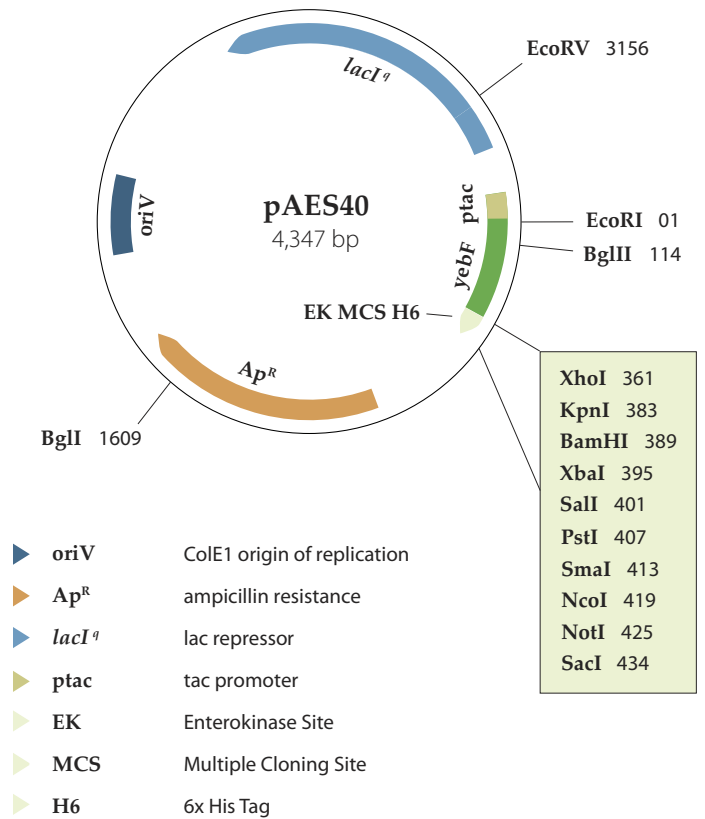 EcoRV 3156
lacI q
pAES40
4,347 bp
ptac
oriV
EcoRI 01
BglII 114
yebF
EK MCS H6
ApR
BglI 1609
XhoI 361
KpnI 383
BamHI 389
XbaI 395
SalI 401
PstI 407
SmaI 413
NcoI 419
NotI 425
SacI 434
oriV ColE1 origin of replication
ApR ampicillin resistance
lacI q lac repressor
ptac tac promoter
EK Enterokinase Site
MCS Multiple Cloning Site
H6 6x His Tag